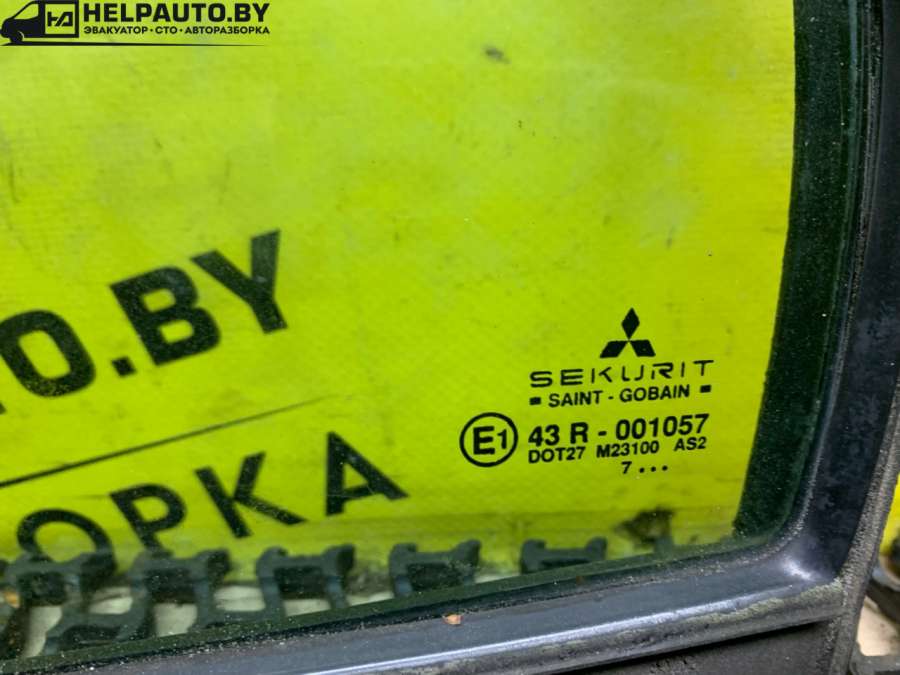 HELPAUTO.BY
ЭВАКУАТОР • СТО • АВТОРАЗБОРКА
O.BY
ОРКА
SEKURIT
SAINT - GOBAIN
E1 43 R - 001057
DOT27 M23100 AS2
7 •••